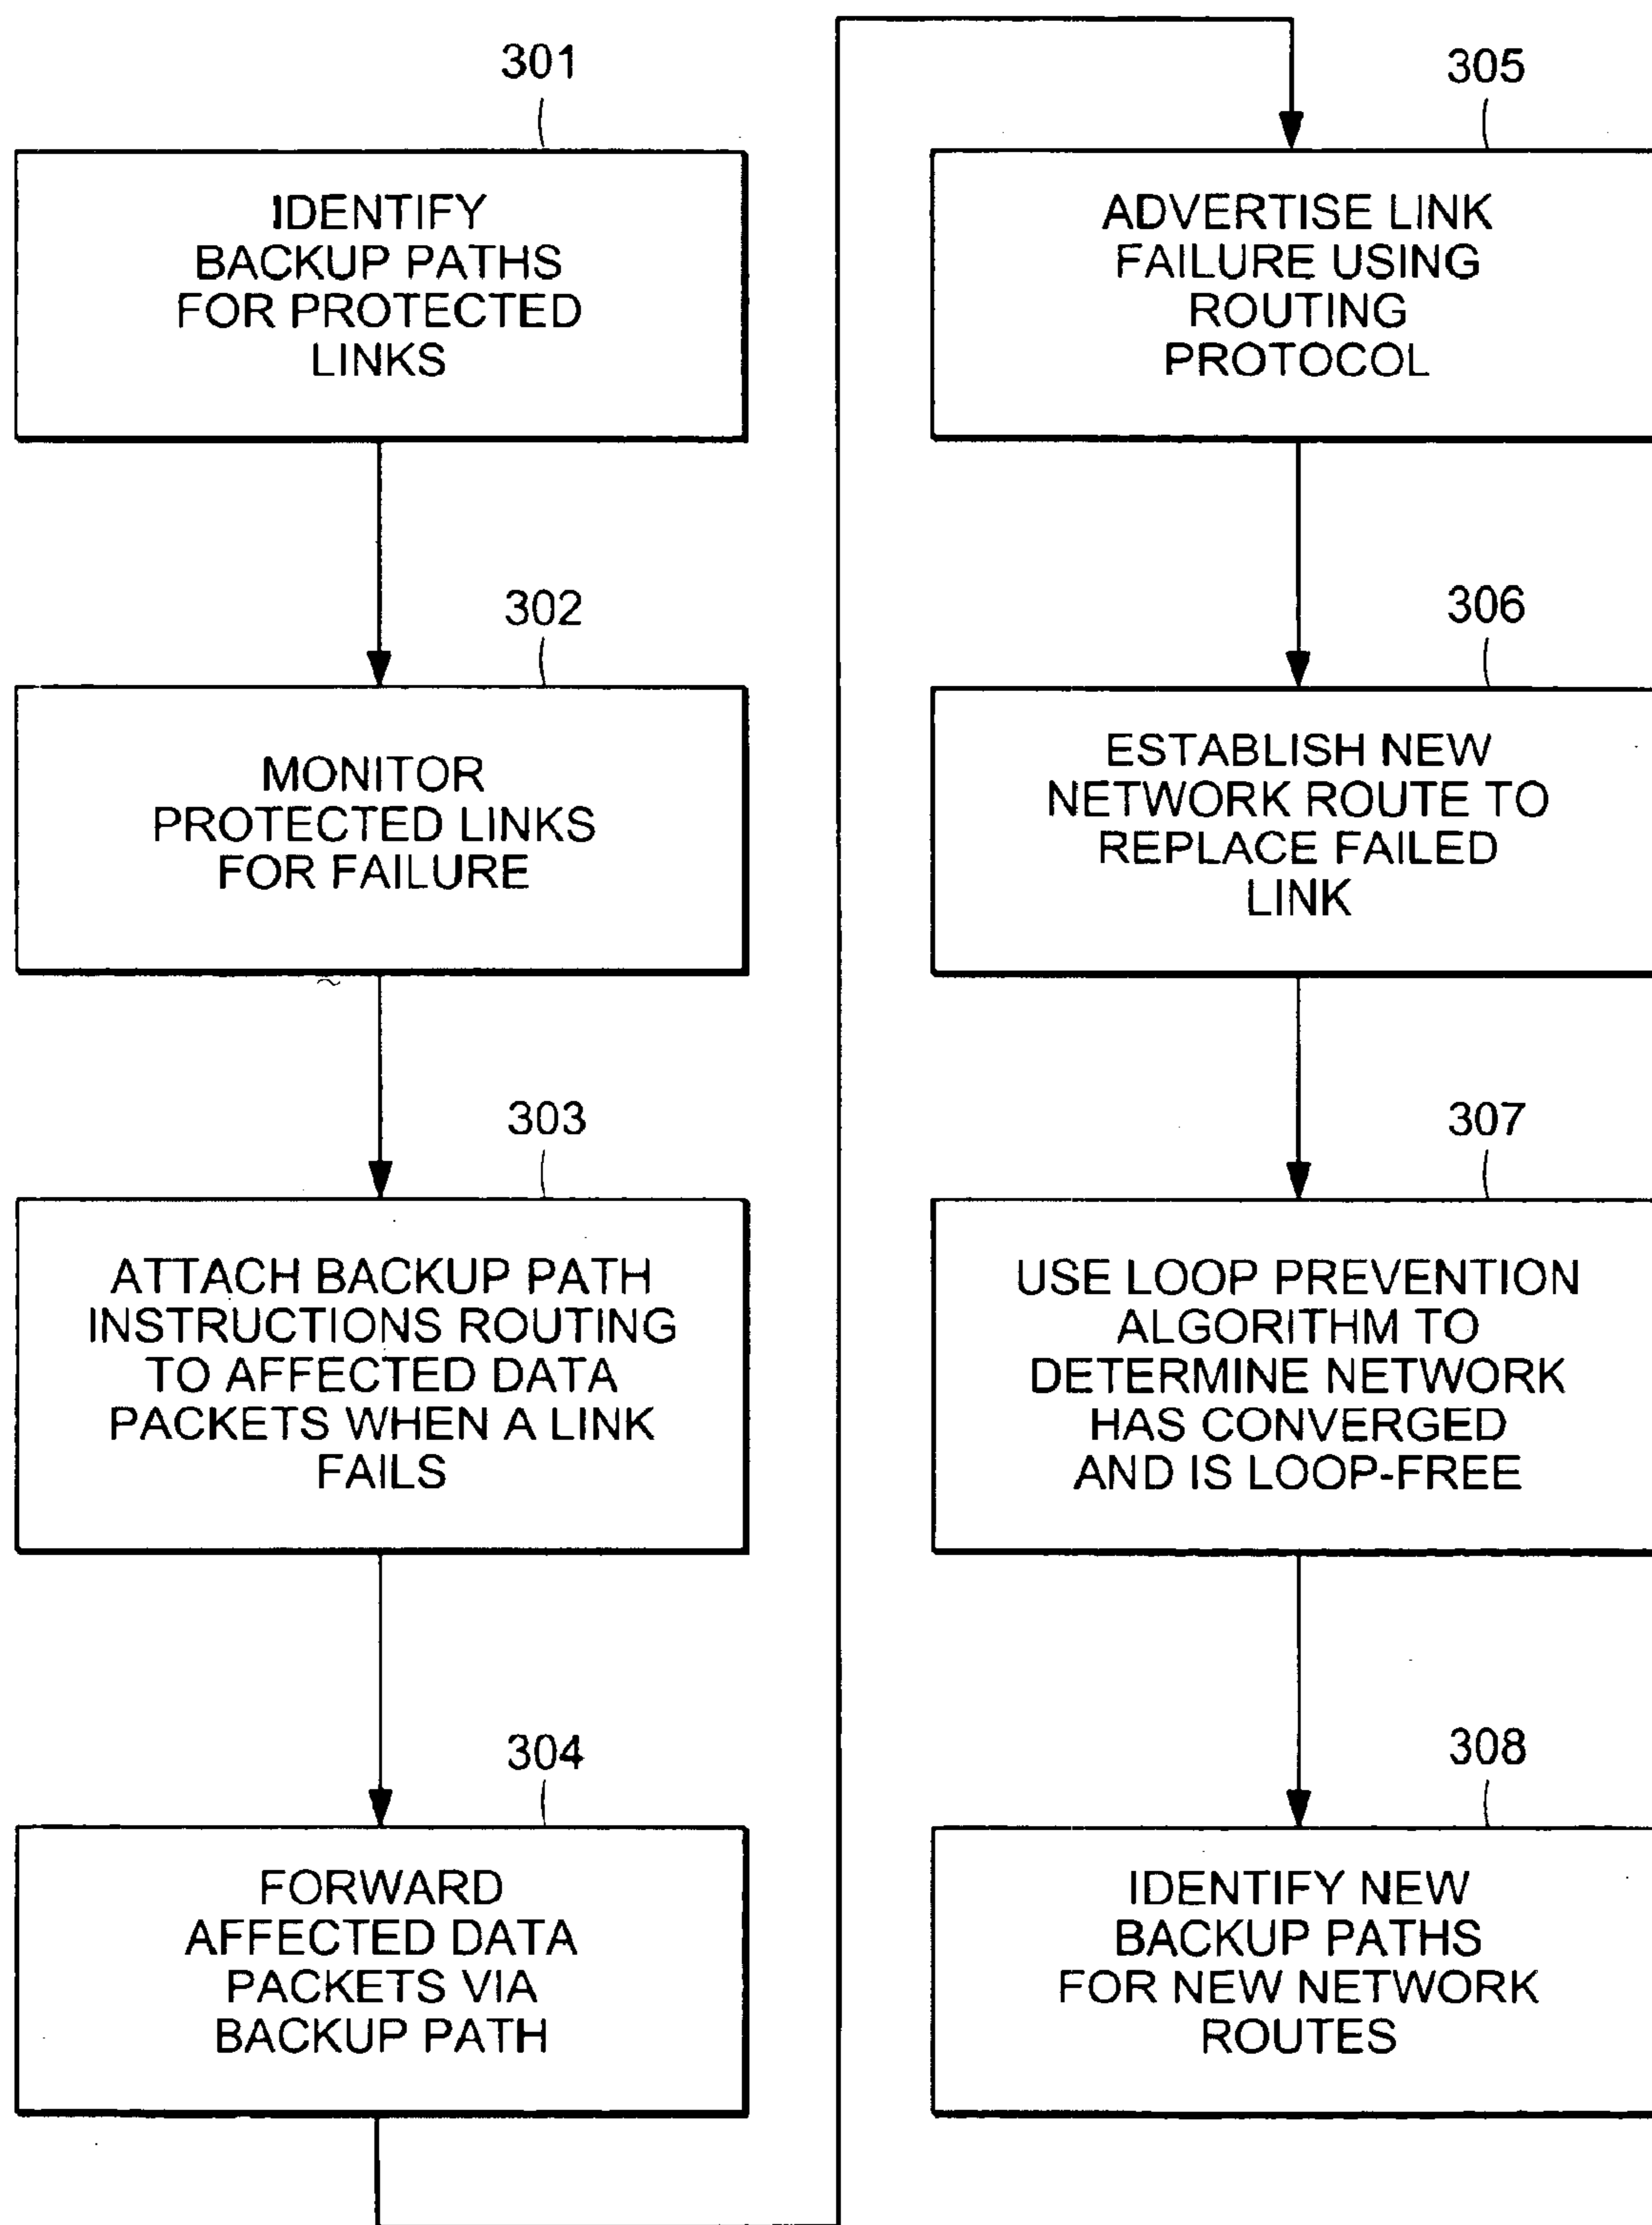 301
IDENTIFY
BACKUP PATHS
FOR PROTECTED
LINKS
302
MONITOR
PROTECTED LINKS
FOR FAILURE
303
ATTACH BACKUP PATH
INSTRUCTIONS ROUTING
TO AFFECTED DATA
PACKETS WHEN A LINK
FAILS
304
FORWARD
AFFECTED DATA
PACKETS VIA
BACKUP PATH
305
ADVERTISE LINK
FAILURE USING
ROUTING
PROTOCOL
306
ESTABLISH NEW
NETWORK ROUTE TO
REPLACE FAILED
LINK
307
USE LOOP PREVENTION
ALGORITHM TO
DETERMINE NETWORK
HAS CONVERGED
AND IS LOOP-FREE
308
IDENTIFY NEW
BACKUP PATHS
FOR NEW NETWORK
ROUTES